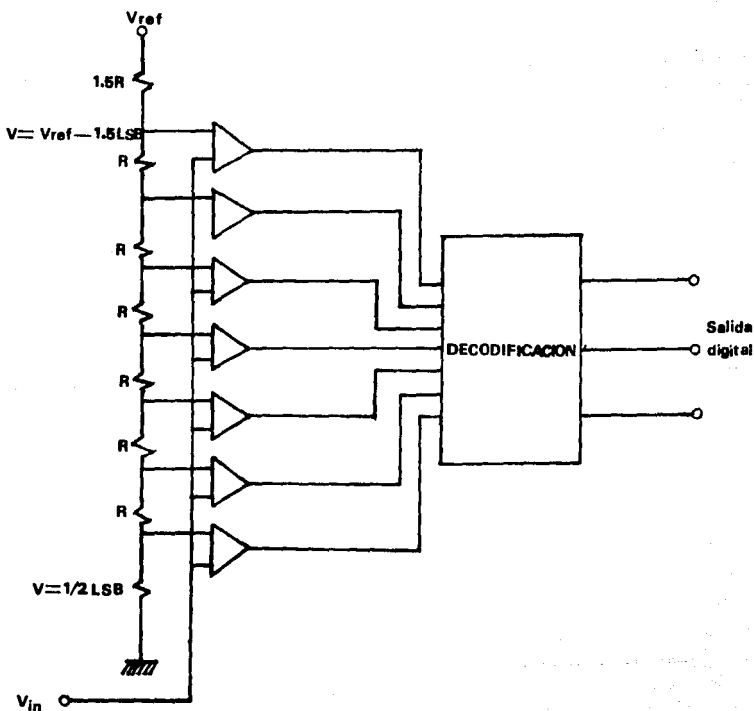 Vref
1.5R
V= Vref— 1.5LSB
R
R
R
R
R
R
V=1/2 LSB
Vin
DECODIFICACION
Salida
digital